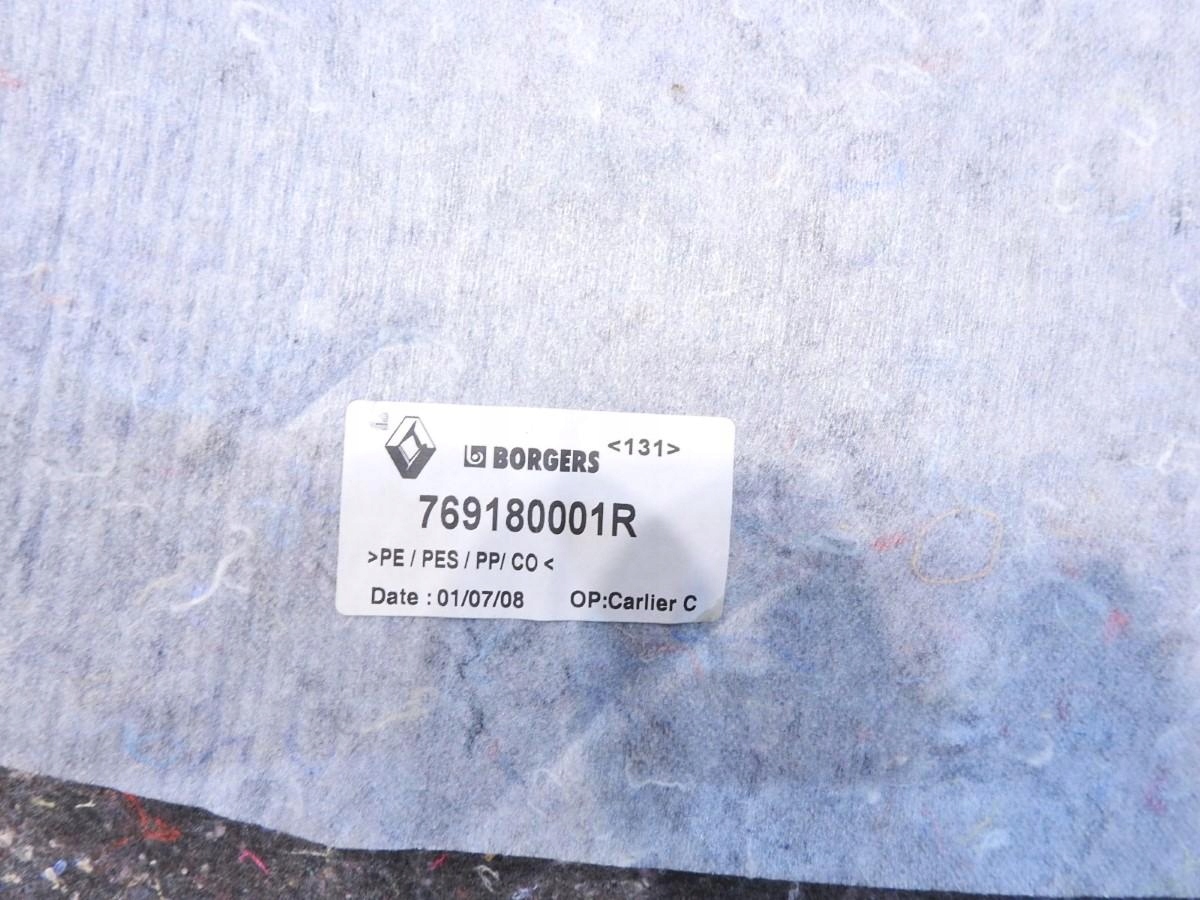 BORGERS <131>
769180001R
>PE / PES / PP/ CO <
Date : 01/07/08 OP:Carlier C